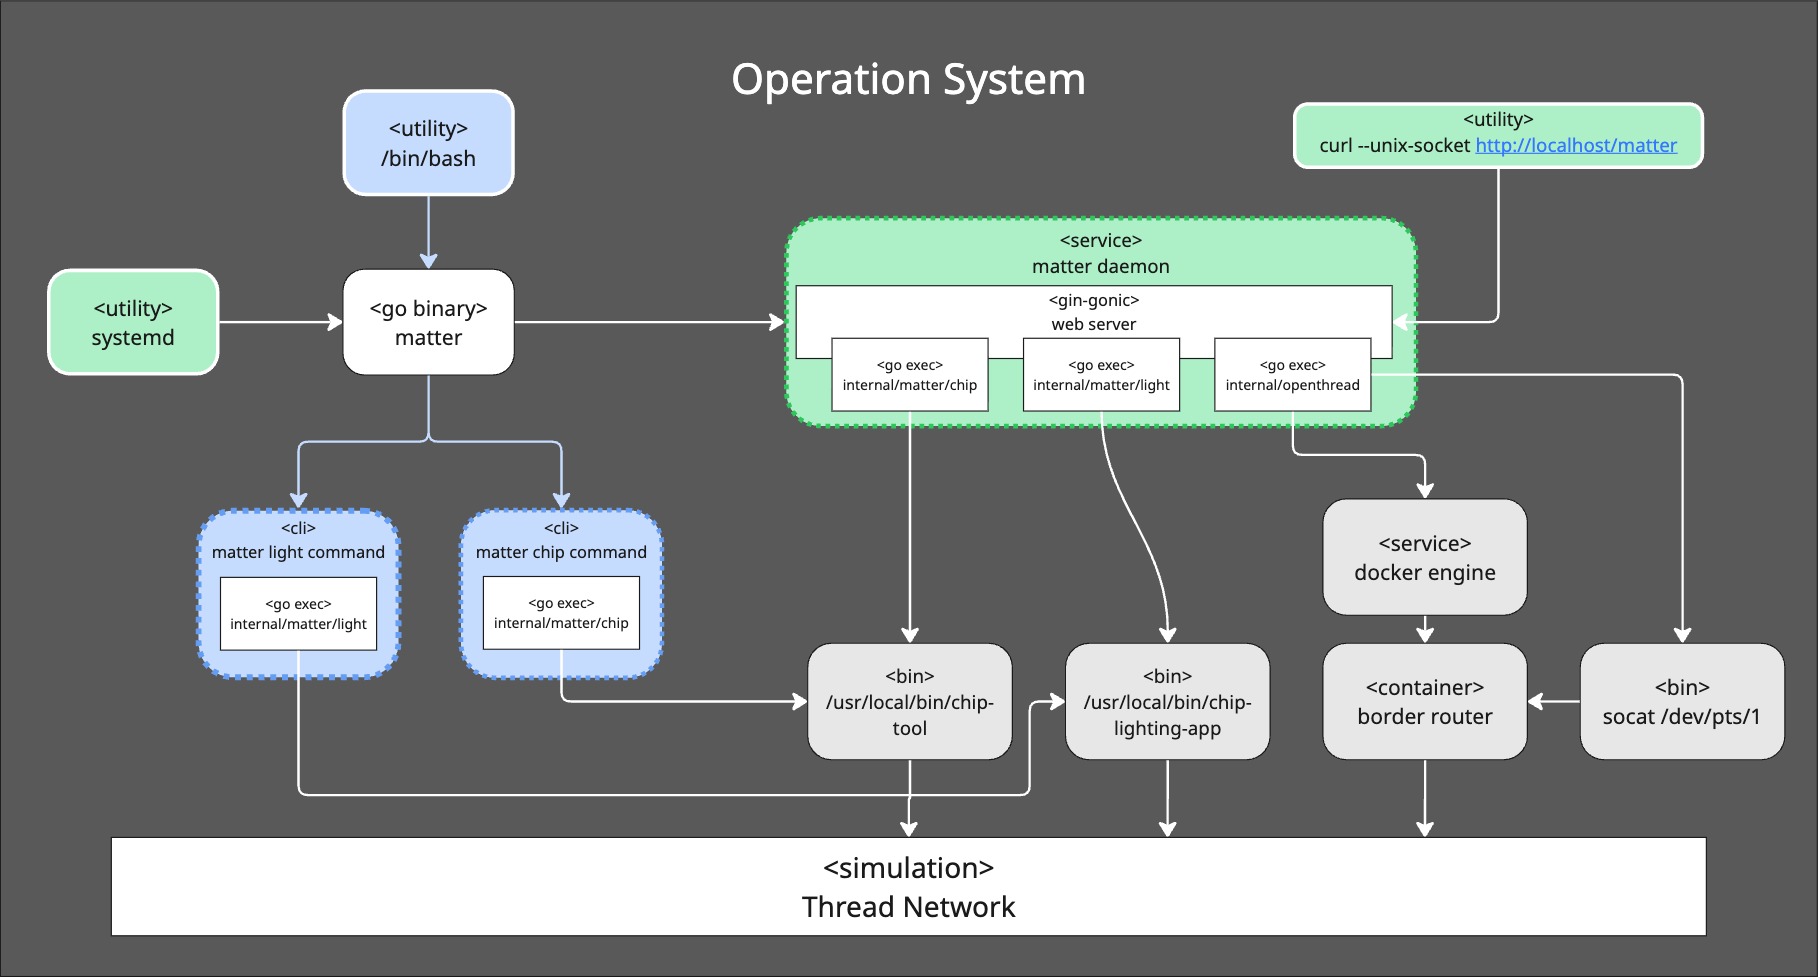 Operation System
<utility>
/bin/bash
<utility>
curl --unix-socket http://localhost/matter
<utility>
systemd
<go binary>
matter
<service>
matter daemon
<gin-gonic>
web server
<go exec>
internal/matter/chip
<go exec>
internal/matter/light
<go exec>
internal/openthread
<cli>
matter light command
<go exec>
internal/matter/light
<cli>
matter chip command
<go exec>
internal/matter/chip
<service>
docker engine
<bin>
/usr/local/bin/chip-
tool
<bin>
/usr/local/bin/chip-
lighting-app
<container>
border router
<bin>
socat /dev/pts/1
<simulation>
Thread Network